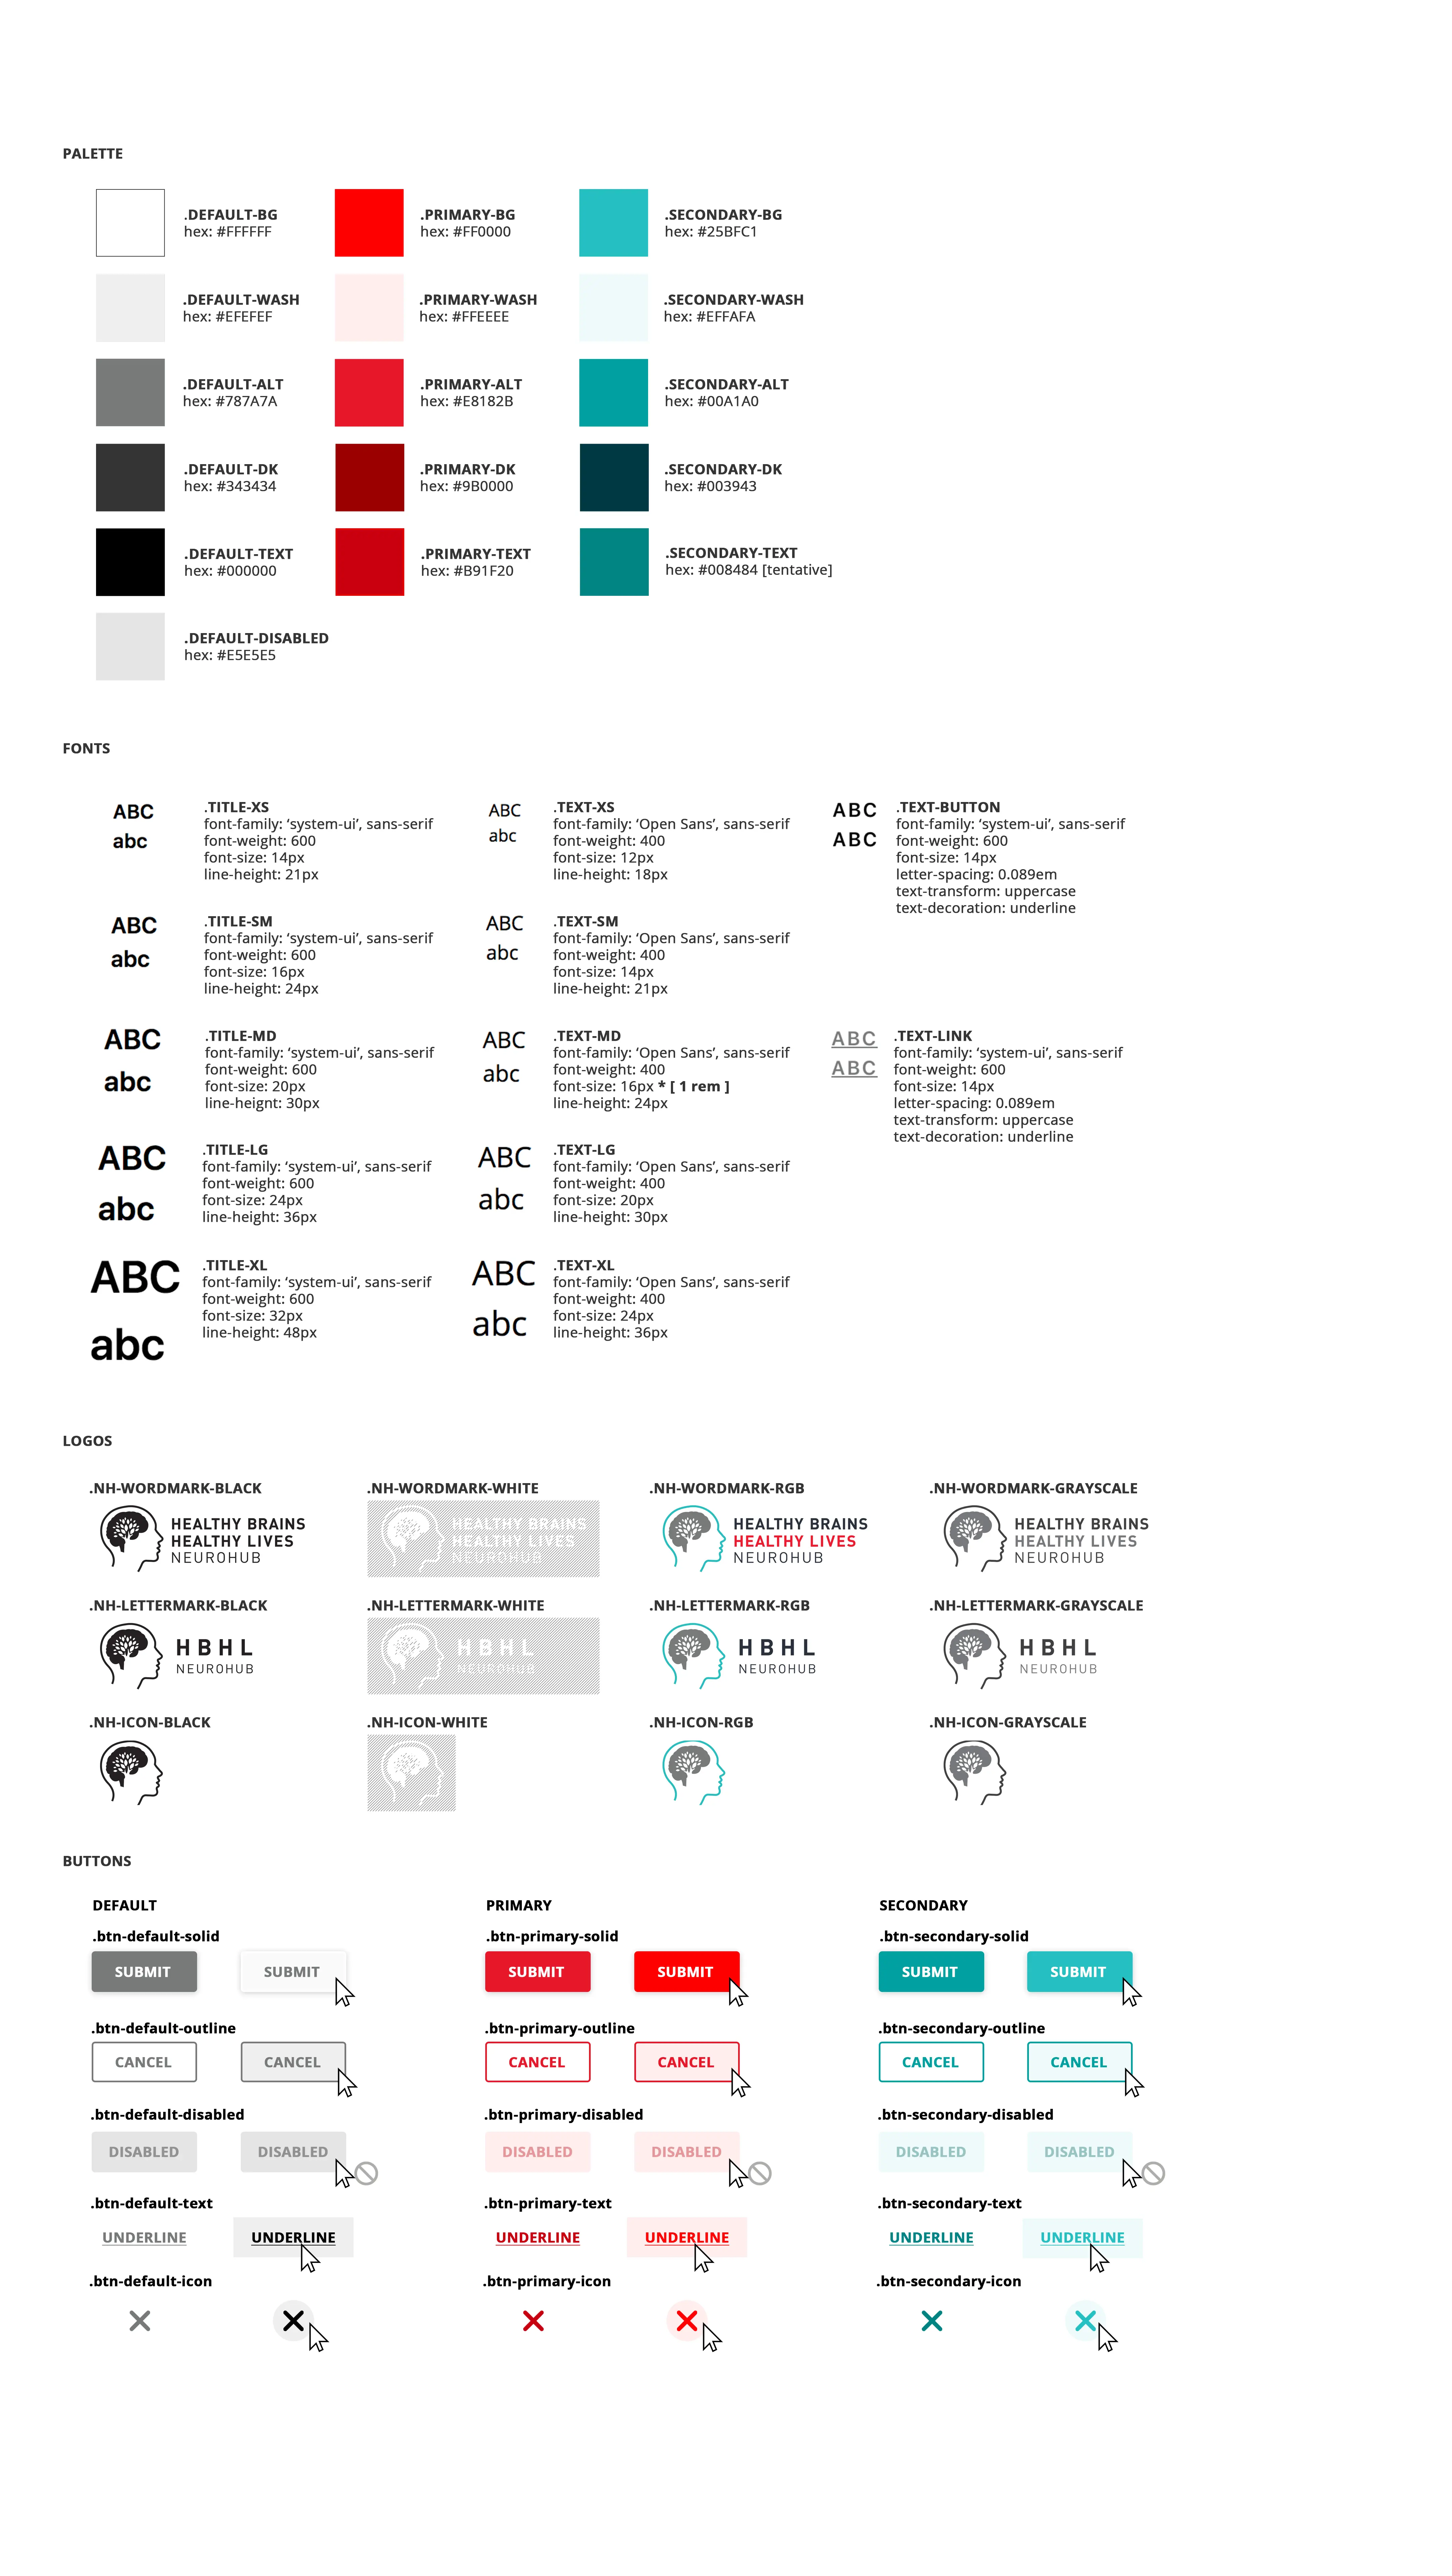 PALETTE
.DEFAULT-BG
hex: #FFFFFF
.PRIMARY-BG
hex: #FF0000
.SECONDARY-BG
hex: #25BFC1
.DEFAULT-WASH
hex: #EFEFEF
.PRIMARY-WASH
hex: #FFEEEE
.SECONDARY-WASH
hex: #EFFAFA
.DEFAULT-ALT
hex: #787A7A
.PRIMARY-ALT
hex: #E8182B
.SECONDARY-ALT
hex: #00A1A0
.DEFAULT-DK
hex: #343434
.PRIMARY-DK
hex: #9B0000
.SECONDARY-DK
hex: #003943
.DEFAULT-TEXT
hex: #000000
.PRIMARY-TEXT
hex: #B91F20
.SECONDARY-TEXT
hex: #008484 [tentative]
.DEFAULT-DISABLED
hex: #E5E5E5
FONTS
ABC
abc
.TITLE-XS
font-family: ‘system-ui’, sans-serif
font-weight: 600
font-size: 14px
line-height: 21px
ABC
abc
.TEXT-XS
font-family: ‘Open Sans’, sans-serif
font-weight: 400
font-size: 12px
line-height: 18px
ABC
ABC
.TEXT-BUTTON
font-family: ‘system-ui’, sans-serif
font-weight: 600
font-size: 14px
letter-spacing: 0.089em
text-transform: uppercase
text-decoration: underline
ABC
abc
.TITLE-SM
font-family: ‘system-ui’, sans-serif
font-weight: 600
font-size: 16px
line-height: 24px
ABC
abc
.TEXT-SM
font-family: ‘Open Sans’, sans-serif
font-weight: 400
font-size: 14px
line-height: 21px
ABC
abc
.TITLE-MD
font-family: ‘system-ui’, sans-serif
font-weight: 600
font-size: 20px
line-heignt: 30px
ABC
abc
.TEXT-MD
font-family: ‘Open Sans’, sans-serif
font-weight: 400
font-size: 16px * [ 1 rem ]
line-height: 24px
ABC
ABC
.TEXT-LINK
font-family: ‘system-ui’, sans-serif
font-weight: 600
font-size: 14px
letter-spacing: 0.089em
text-transform: uppercase
text-decoration: underline
ABC
abc
.TITLE-LG
font-family: ‘system-ui’, sans-serif
font-weight: 600
font-size: 24px
line-height: 36px
ABC
abc
.TEXT-LG
font-family: ‘Open Sans’, sans-serif
font-weight: 400
font-size: 20px
line-height: 30px
ABC
abc
.TITLE-XL
font-family: ‘system-ui’, sans-serif
font-weight: 600
font-size: 32px
line-height: 48px
ABC
abc
.TEXT-XL
font-family: ‘Open Sans’, sans-serif
font-weight: 400
font-size: 24px
line-height: 36px
LOGOS
.NH-WORDMARK-BLACK
HEALTHY BRAINS
HEALTHY LIVES
NEUROHUB
.NH-WORDMARK-WHITE
HEALTHY BRAINS
HEALTHY LIVES
NEUROHUB
.NH-WORDMARK-RGB
HEALTHY BRAINS
HEALTHY LIVES
NEUROHUB
.NH-WORDMARK-GRAYSCALE
HEALTHY BRAINS
HEALTHY LIVES
NEUROHUB
.NH-LETTERMARK-BLACK
HBHL
NEUROHUB
.NH-LETTERMARK-WHITE
HBHL
NEUROHUB
.NH-LETTERMARK-RGB
HBHL
NEUROHUB
.NH-LETTERMARK-GRAYSCALE
HBHL
NEUROHUB
.NH-ICON-BLACK
.NH-ICON-WHITE
.NH-ICON-RGB
.NH-ICON-GRAYSCALE
BUTTONS
DEFAULT
PRIMARY
SECONDARY
.btn-default-solid
.btn-primary-solid
.btn-secondary-solid
SUBMIT SUBMIT
SUBMIT SUBMIT
SUBMIT SUBMIT
.btn-default-outline
.btn-primary-outline
.btn-secondary-outline
CANCEL CANCEL
CANCEL CANCEL
CANCEL CANCEL
.btn-default-disabled
.btn-primary-disabled
.btn-secondary-disabled
DISABLED DISABLED
DISABLED DISABLED
DISABLED DISABLED
.btn-default-text
.btn-primary-text
.btn-secondary-text
UNDERLINE UNDERLINE
UNDERLINE UNDERLINE
UNDERLINE UNDERLINE
.btn-default-icon
.btn-primary-icon
.btn-secondary-icon